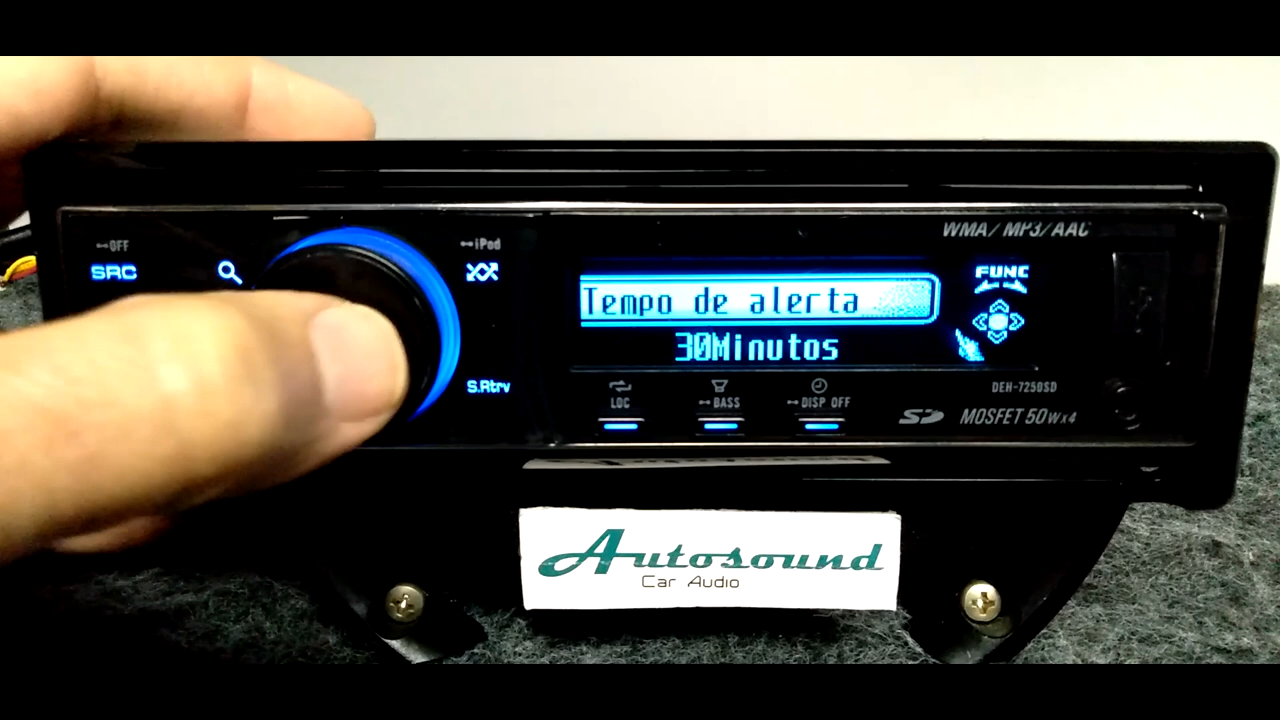 WMA/MP3/AAC
OFF
SRC
iPod
FUNC
Tempo de alerta
30Minutos
S.Rtrv
LOC
BASS
DISP OFF
DEH-7250SD
SD
MOSFET 50Wx4
Autosound
Car Audio